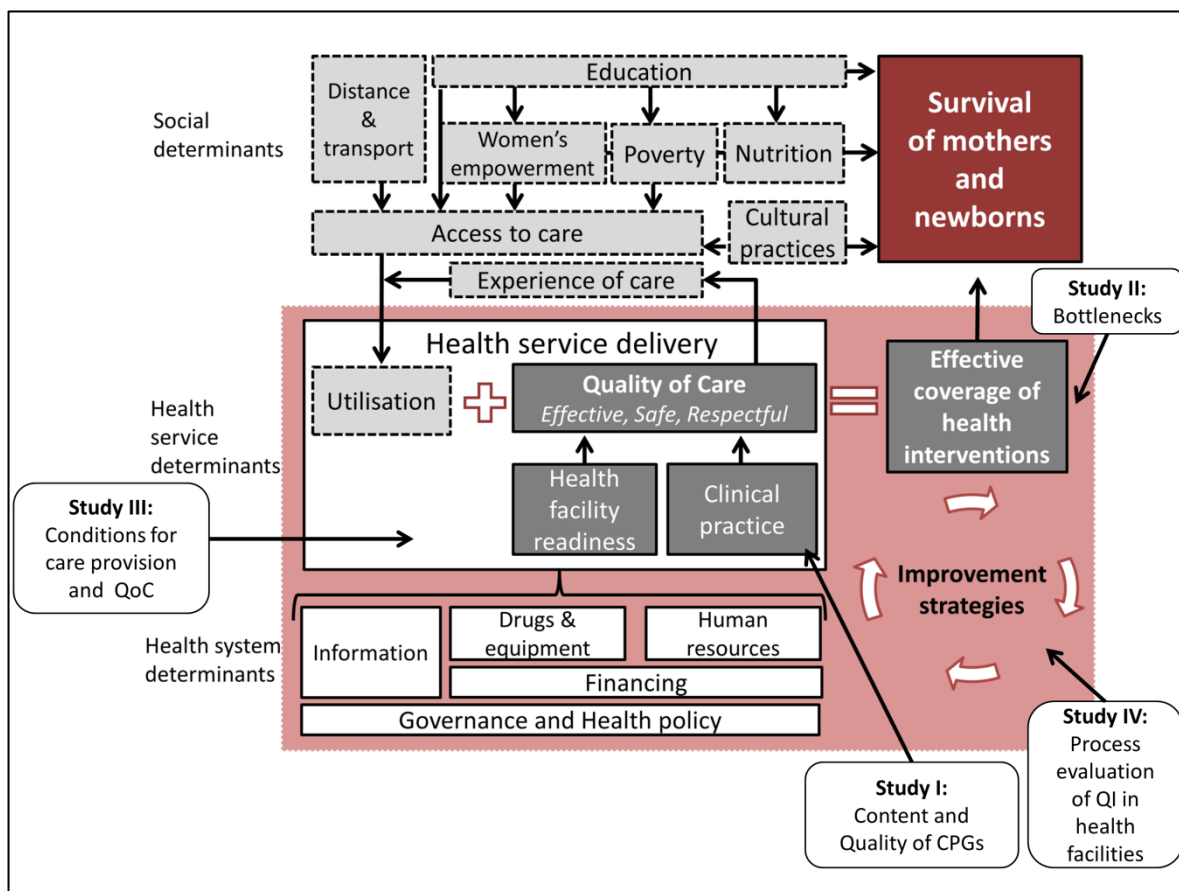 Social
determinants
Distance
&
transport
Education
Women's
empowerment
Poverty
Nutrition
Survival
of mothers
and
newborns
Access to care
Cultural
practices
Experience of care
Study II:
Bottlenecks
Health service delivery
Health
service
determinants
Utilisation
Quality of Care
Effective, Safe, Respectful
Effective
coverage of
health
interventions
Health
facility
readiness
Clinical
practice
Study III:
Conditions for
care provision
and QoC
Improvement
strategies
Health system
determinants
Information
Drugs &
equipment
Human
resources
Financing
Governance and Health policy
Study I:
Content and
Quality of CPGs
Study IV:
Process
evaluation
of QI in
health
facilities